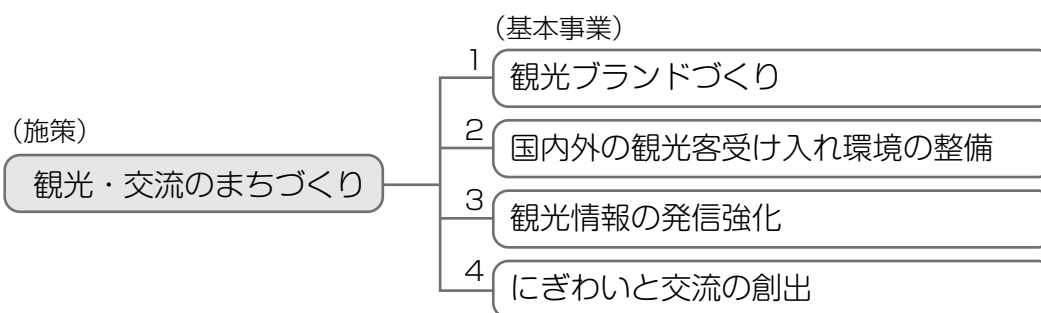 （基本事業）
1 観光ブランドづくり
（施策）
2 国内外の観光客受け入れ環境の整備
観光・交流のまちづくり
3 観光情報の発信強化
4 にぎわいと交流の創出